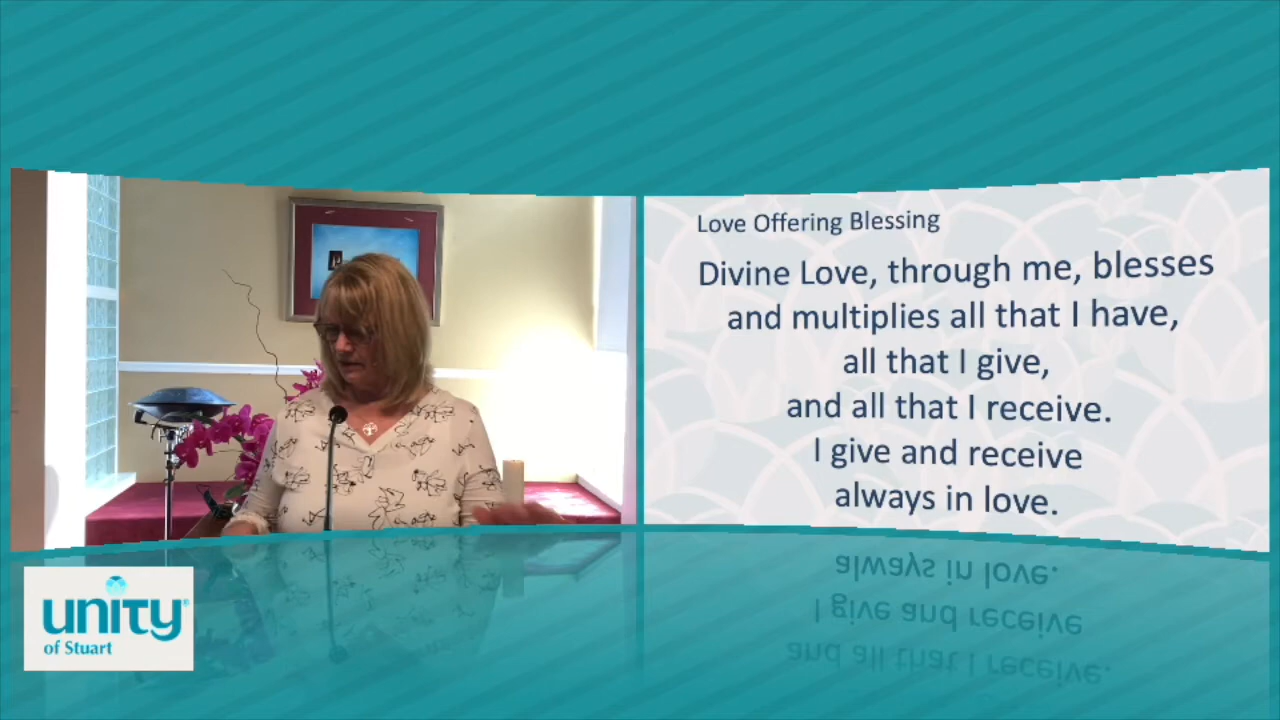 Love Offering Blessing
Divine Love, through me, blesses
and multiplies all that I have,
all that I give,
and all that I receive.
I give and receive
always in love.
always in love.
I give and receive
and all that I receive.
unity®
of Stuart